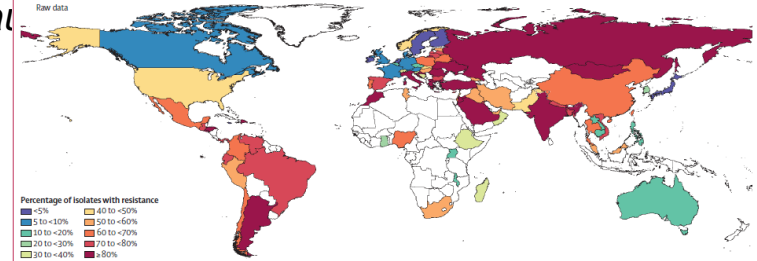 Raw data
Percentage of isolates with resistance
<5%
5 to <10%
10 to <20%
20 to <30%
30 to <40%
40 to <50%
50 to <60%
60 to <70%
70 to <80%
≥80%